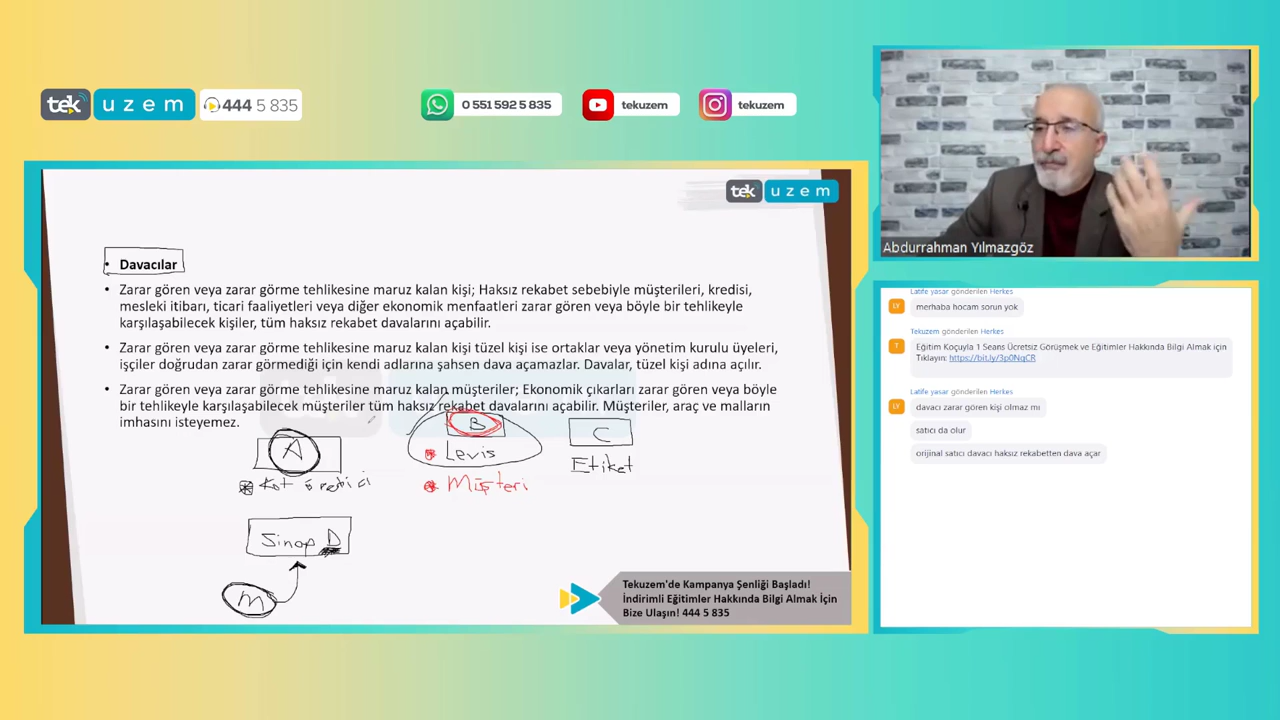 tek uzem 444 5 835
0 551 592 5 835
tekuzem
tekuzem
tek uzem
• Davacılar
• Zarar gören veya zarar görme tehlikesine maruz kalan kişi; Haksız rekabet sebebiyle müşterileri, kredisi,
mesleki itibarı, ticari faaliyetleri veya diğer ekonomik menfaatleri zarar gören veya böyle bir tehlikeyle
karşılaşabilecek kişiler, tüm haksız rekabet davalarını açabilir.
• Zarar gören veya zarar görme tehlikesine maruz kalan kişi tüzel kişi ise ortaklar veya yönetim kurulu üyeleri,
işçiler doğrudan zarar görmediği için kendi adlarına şahsen dava açamazlar. Davalar, tüzel kişi adına açılır.
• Zarar gören veya zarar görme tehlikesine maruz kalan müşteriler; Ekonomik çıkarları zarar gören veya böyle
bir tehlikeyle karşılaşabilecek müşteriler tüm haksız rekabet davalarını açabilir. Müşteriler, araç ve malların
imhasını isteyemez.
A
B
C
Kot üretici
Levis
Etiket
Müşteri
Sinop D
M
Tekuzem'de Kampanya Şenliği Başladı!
İndirimli Eğitimler Hakkında Bilgi Almak İçin
Bize Ulaşın! 444 5 835
Abdurrahman Yılmazgöz
Latife yasar gönderilen Herkes
LY
merhaba hocam sorun yok
Tekuzem gönderilen Herkes
T
Eğitim Koçuyla 1 Seans Ücretsiz Görüşmek ve Eğitimler Hakkında Bilgi Almak için
Tıklayın: https://bit.ly/3p0NqCR
Latife yasar gönderilen Herkes
LY
davacı zarar gören kişi olmaz mı
satıcı da olur
orijinal satıcı davacı haksız rekabetten dava açar